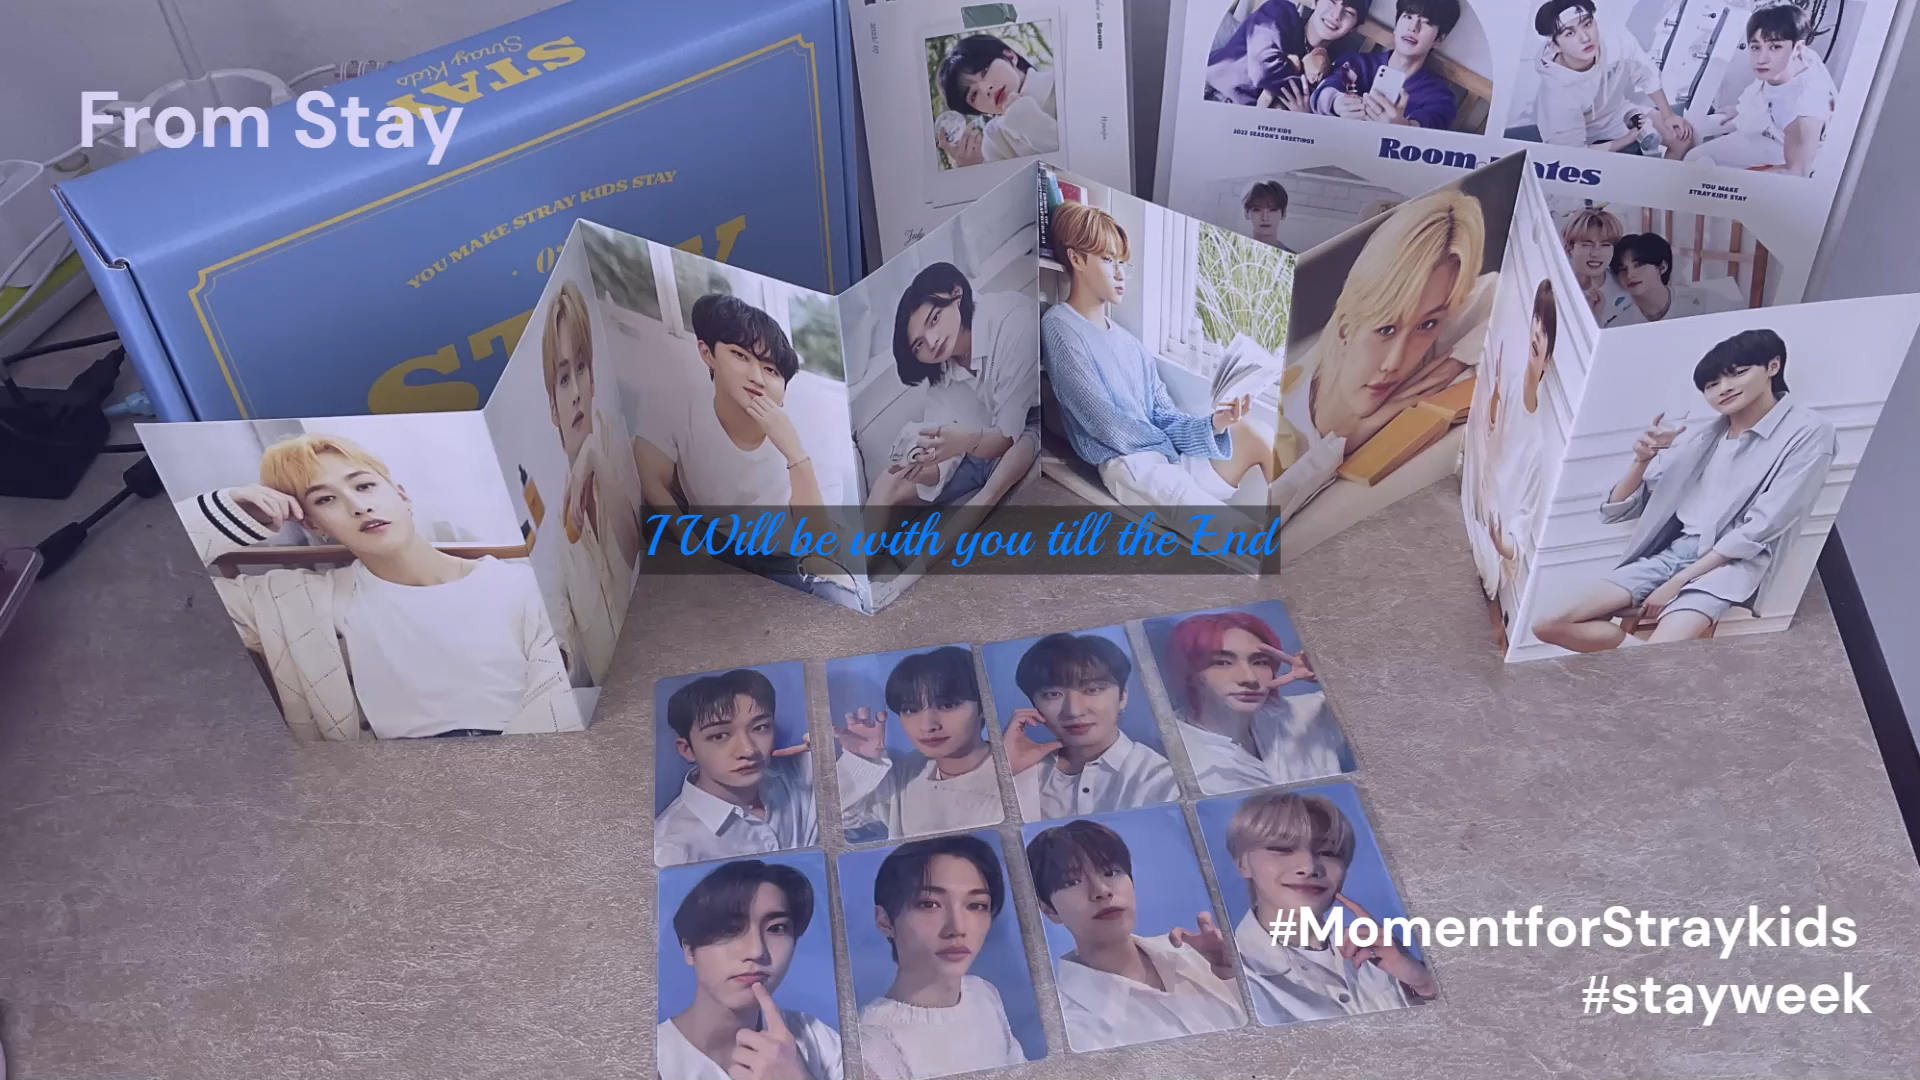 STAY
Stray Kids
From Stay
YOU MAKE STRAY KIDS STAY
STRAY KIDS
2022 SEASON'S GREETINGS
Room
YOU MAKE
STRAY KIDS STAY
July
I Will be with you till the End
#MomentforStraykids
#stayweek